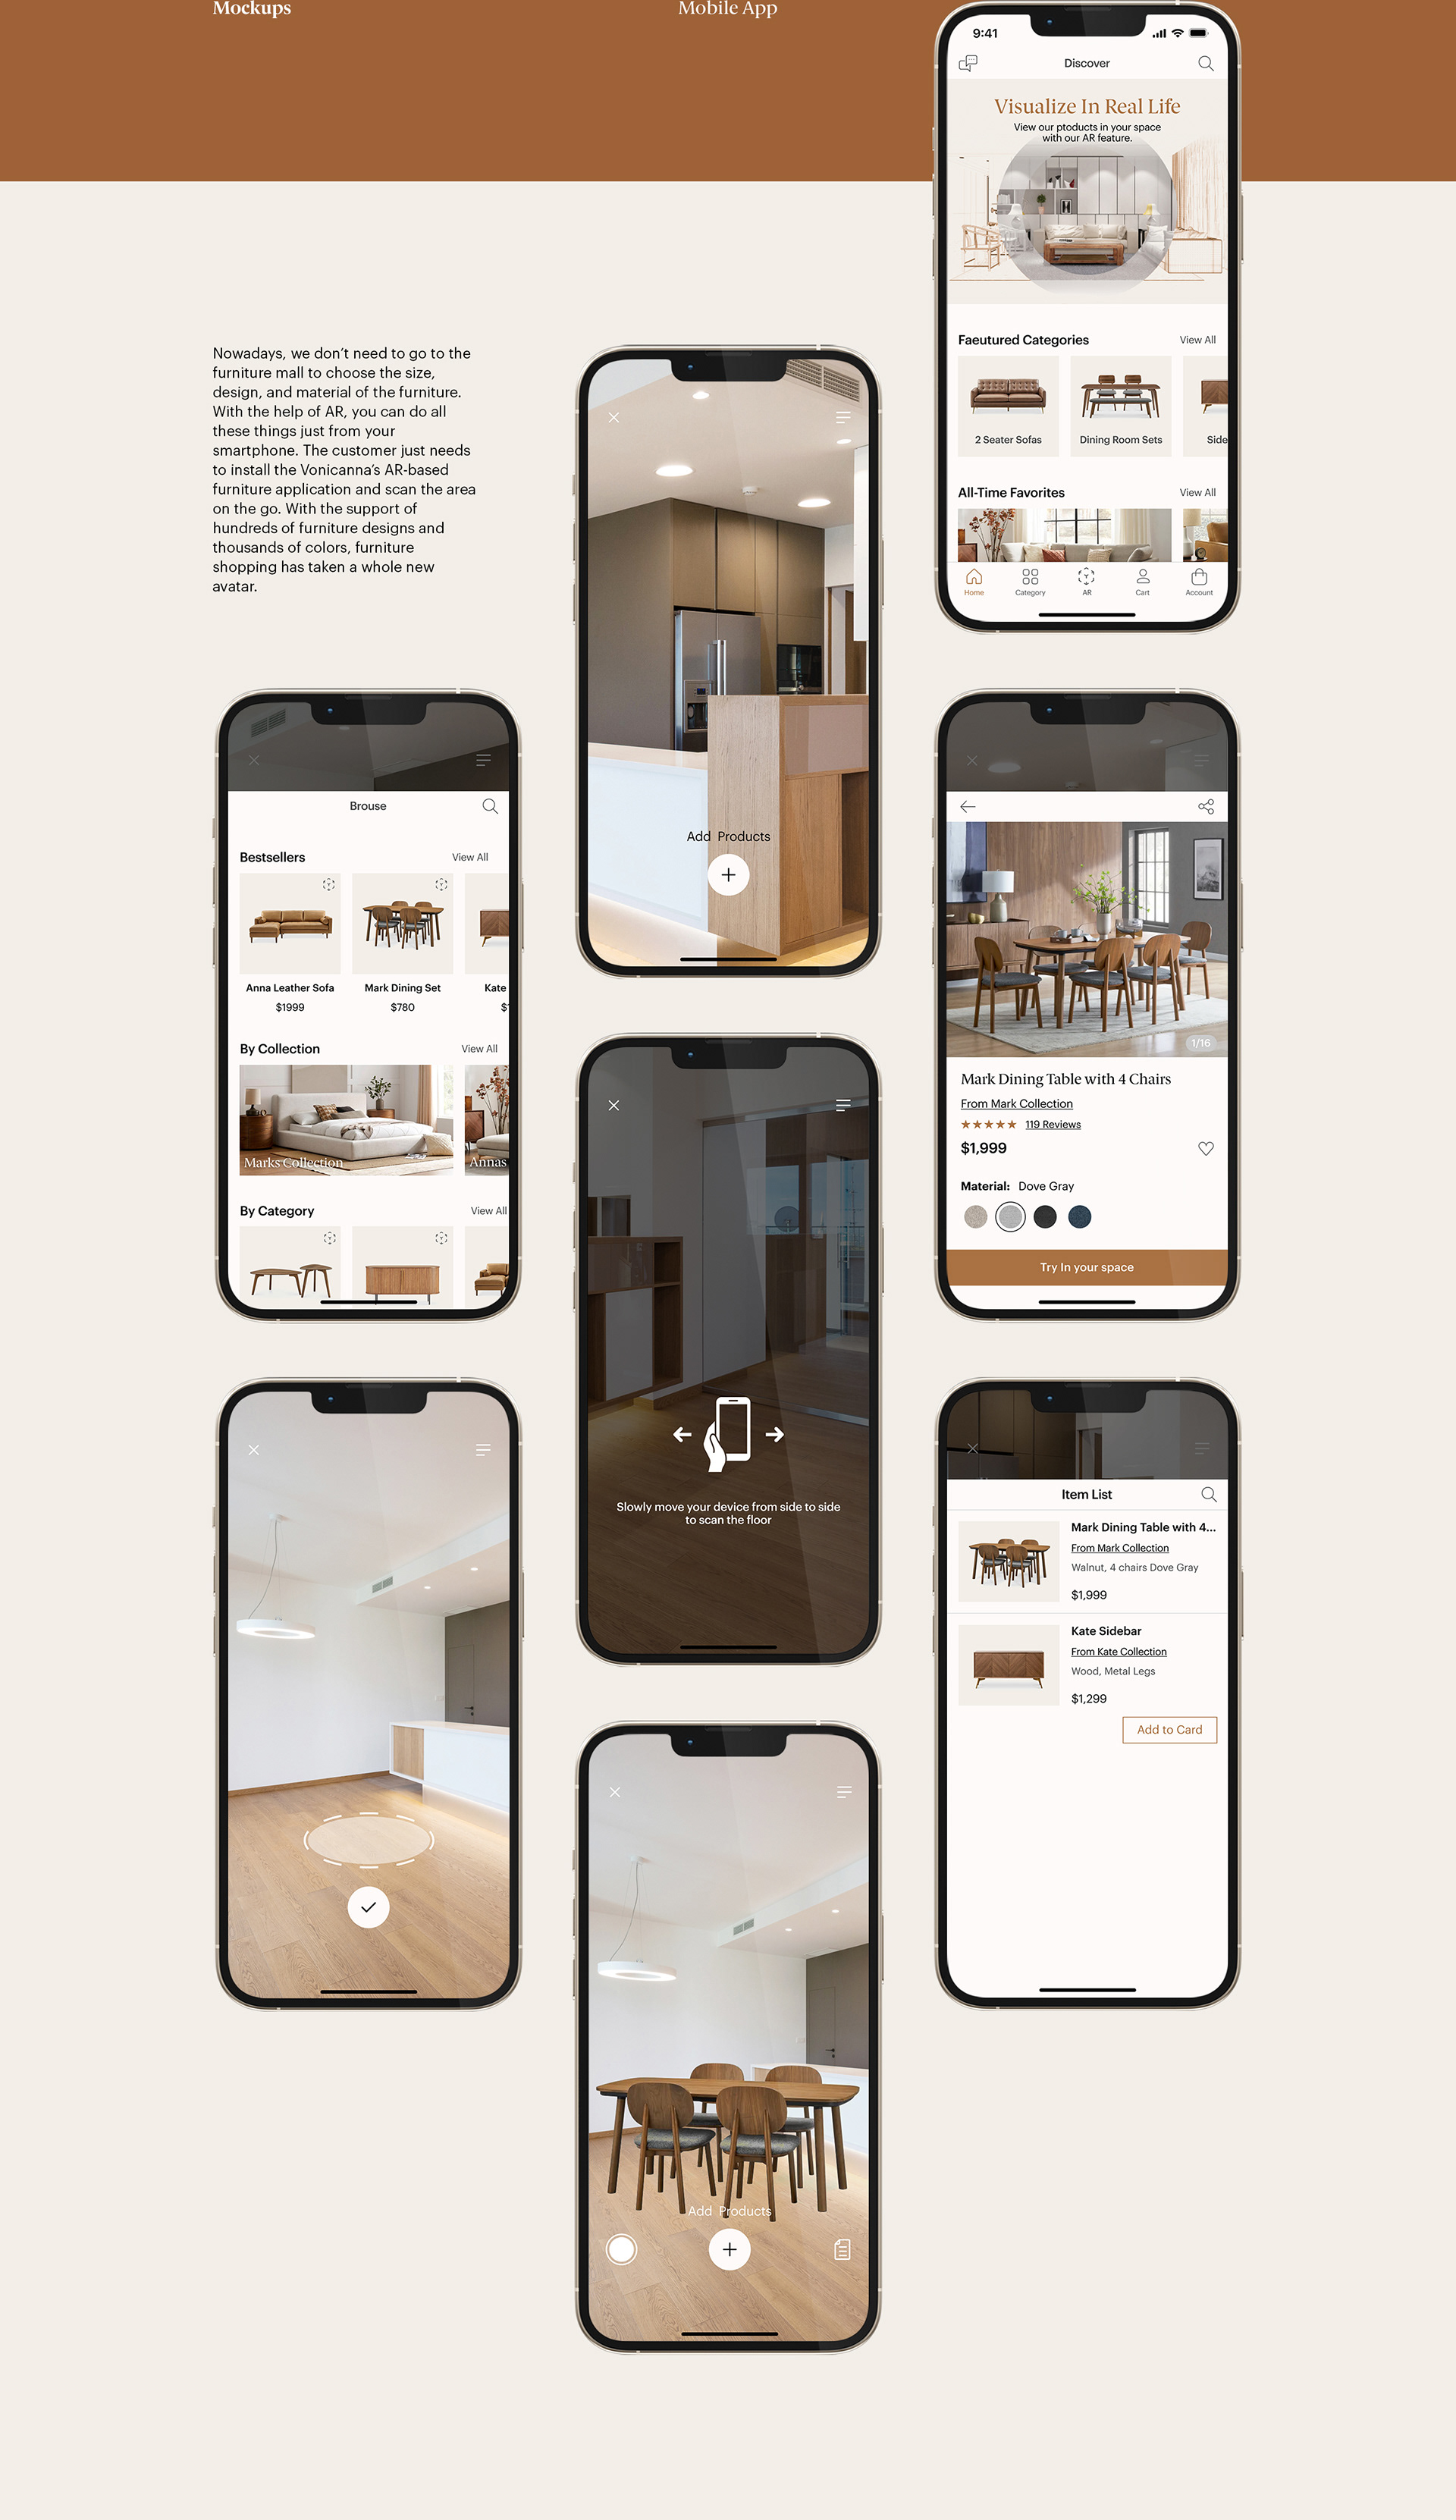 Mockups
Mobile App
9:41
Discover
Visualize In Real Life
View our ptoducts in your space
with our AR feature.
Faeutured Categories
View All
2 Seater Sofas
Dining Room Sets
Side
All-Time Favorites
View All
Home
Category
AR
Cart
Account
Nowadays, we don't need to go to the
furniture mall to choose the size,
design, and material of the furniture.
With the help of AR, you can do all
these things just from your
smartphone. The customer just needs
to install the Vonicanna's AR-based
furniture application and scan the area
on the go. With the support of
hundreds of furniture designs and
thousands of colors, furniture
shopping has taken a whole new
avatar.
Add Products
Brouse
Bestsellers
View All
Anna Leather Sofa
$1999
Mark Dining Set
$780
Kate
By Collection
View All
Marks Collection
Annas
By Category
View All
1/16
Mark Dining Table with 4 Chairs
From Mark Collection
119 Reviews
$1,999
Material: Dove Gray
Try In your space
Slowly move your device from side to side
to scan the floor
Item List
Mark Dining Table with 4...
From Mark Collection
Walnut, 4 chairs Dove Gray
$1,999
Kate Sidebar
From Kate Collection
Wood, Metal Legs
$1,299
Add to Card
Add Products